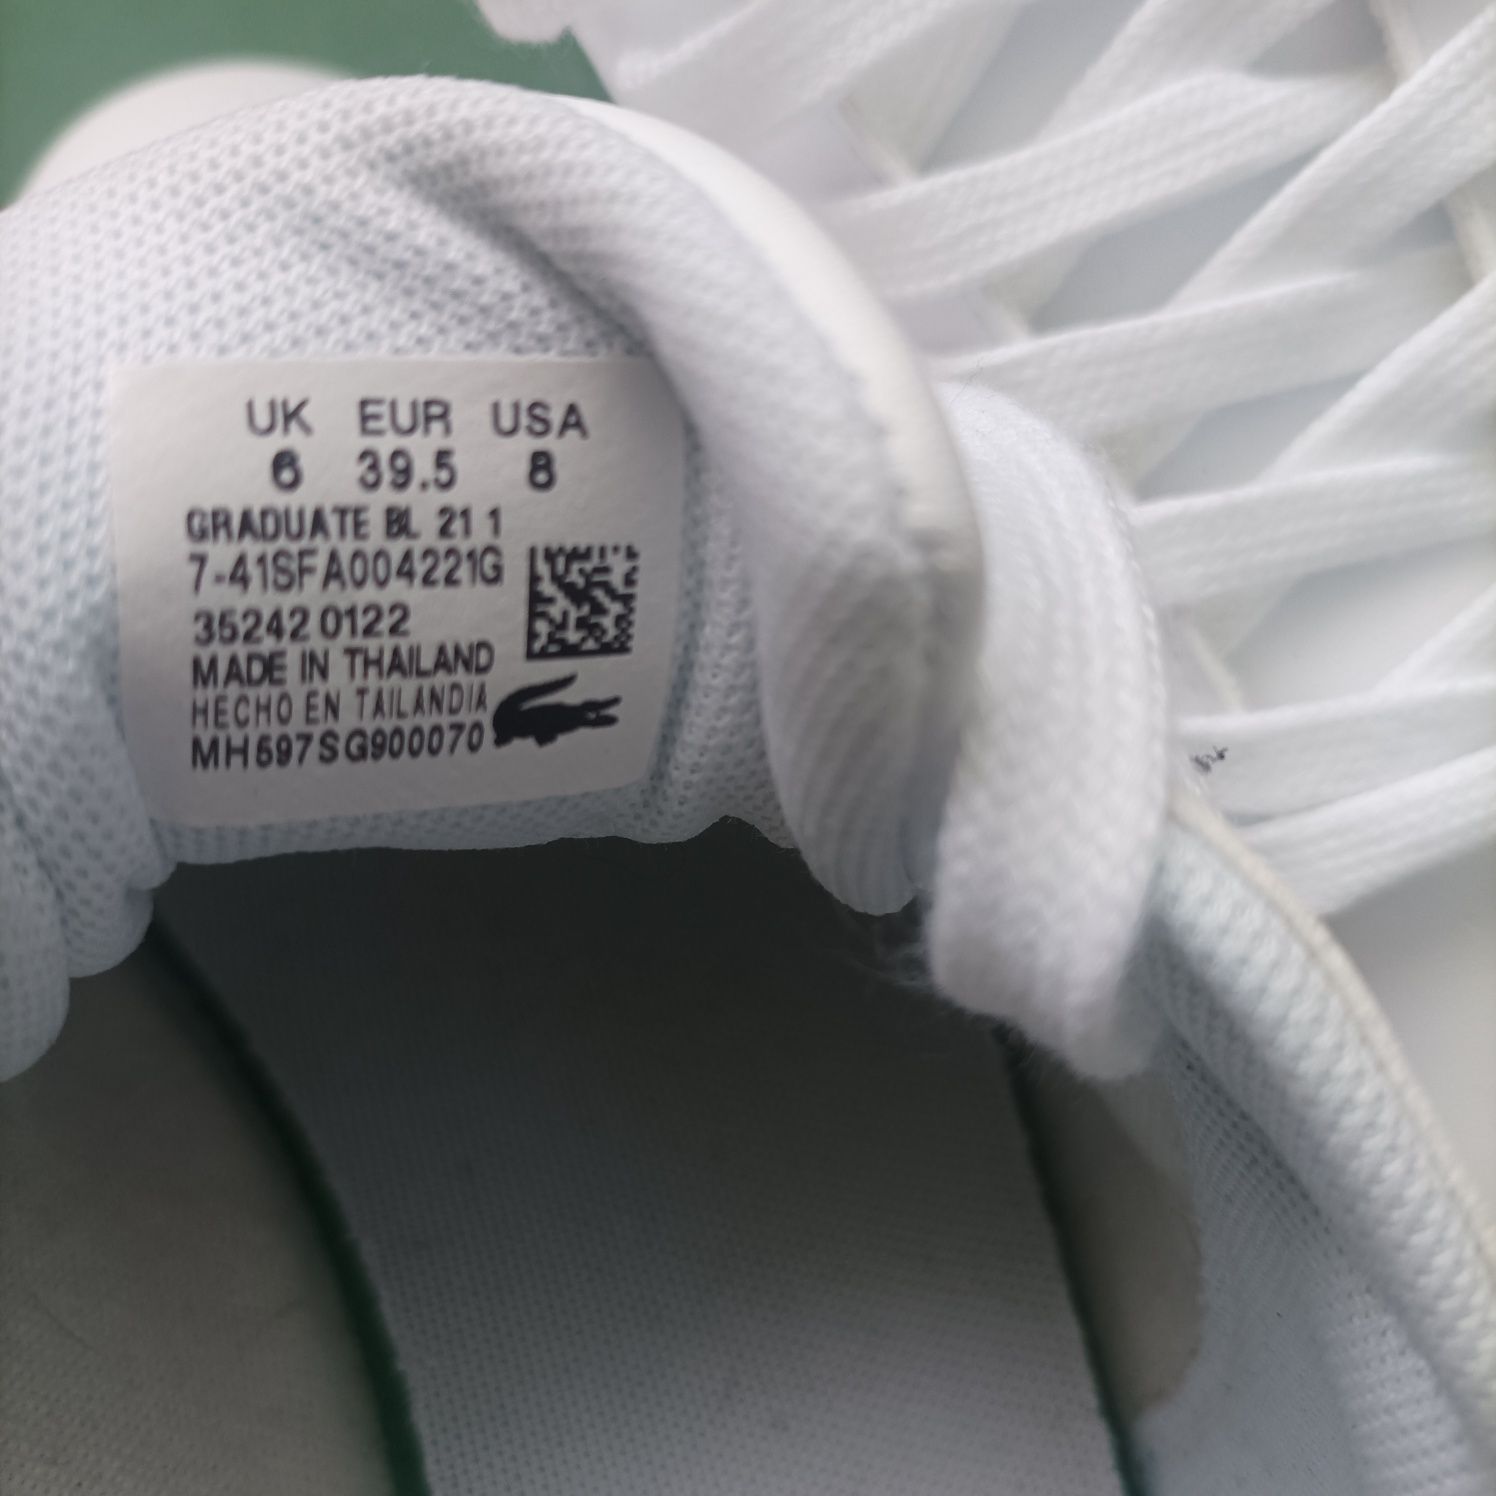 UK EUR USA
6 39.5 8
GRADUATE BL 21 1
7-41SFA004221G
35242 0122
MADE IN THAILAND
HECHO EN TAILANDIA
MH697SG900070